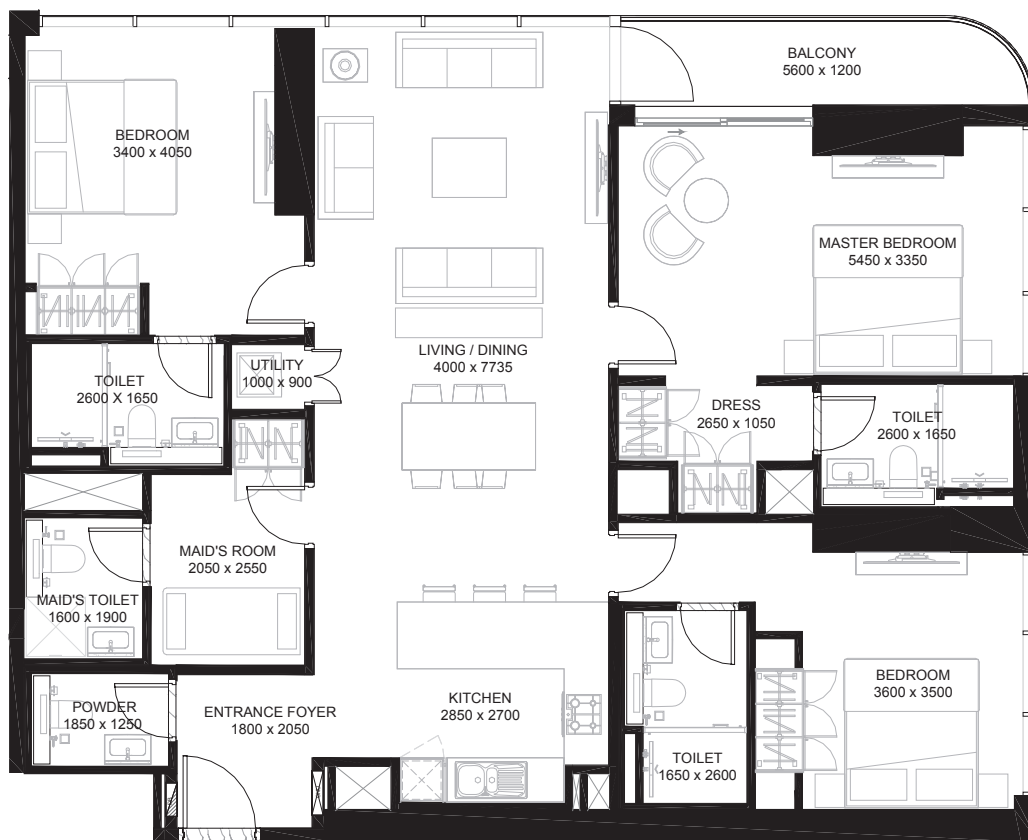 BALCONY
5600 x 1200
BEDROOM
3400 x 4050
MASTER BEDROOM
5450 x 3350
LIVING / DINING
4000 x 7735
UTILITY
1000 x 900
TOILET
2600 X 1650
DRESS
2650 x 1050
TOILET
2600 x 1650
MAID'S ROOM
2050 x 2550
MAID'S TOILET
1600 x 1900
BEDROOM
3600 x 3500
KITCHEN
2850 x 2700
POWDER
1850 x 1250
ENTRANCE FOYER
1800 x 2050
TOILET
1650 x 2600